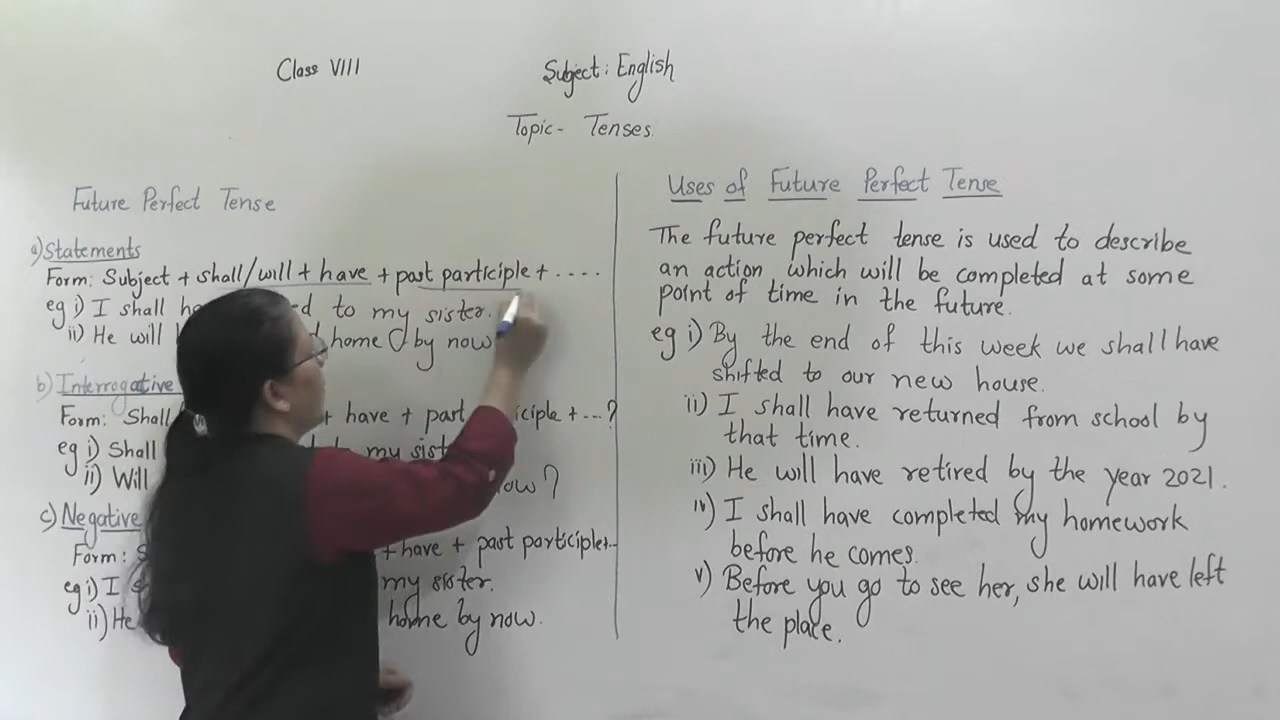 Class VIII
Subject: English
Topic- Tenses.
Future Perfect Tense
a) Statements
Form: Subject + shall/will + have + past participle + ....
eg i) I shall to my sister.
ii) He will home by now
b) Interrogative
Form: Shall + have + past + ...?
eg i) Shall my
ii) Will now?
c) Negative
Form: + have + past participle + ..
eg i) I my sister.
ii) He home by now.
Uses of Future Perfect Tense
The future perfect tense is used to describe
an action, which will be completed at some
point of time in the future.
eg i) By the end of this week we shall have
shifted to our new house.
ii) I shall have returned from school by
that time.
iii) He will have retired by the year 2021.
iv) I shall have completed my homework
before he comes.
v) Before you go to see her, she will have left
the place.